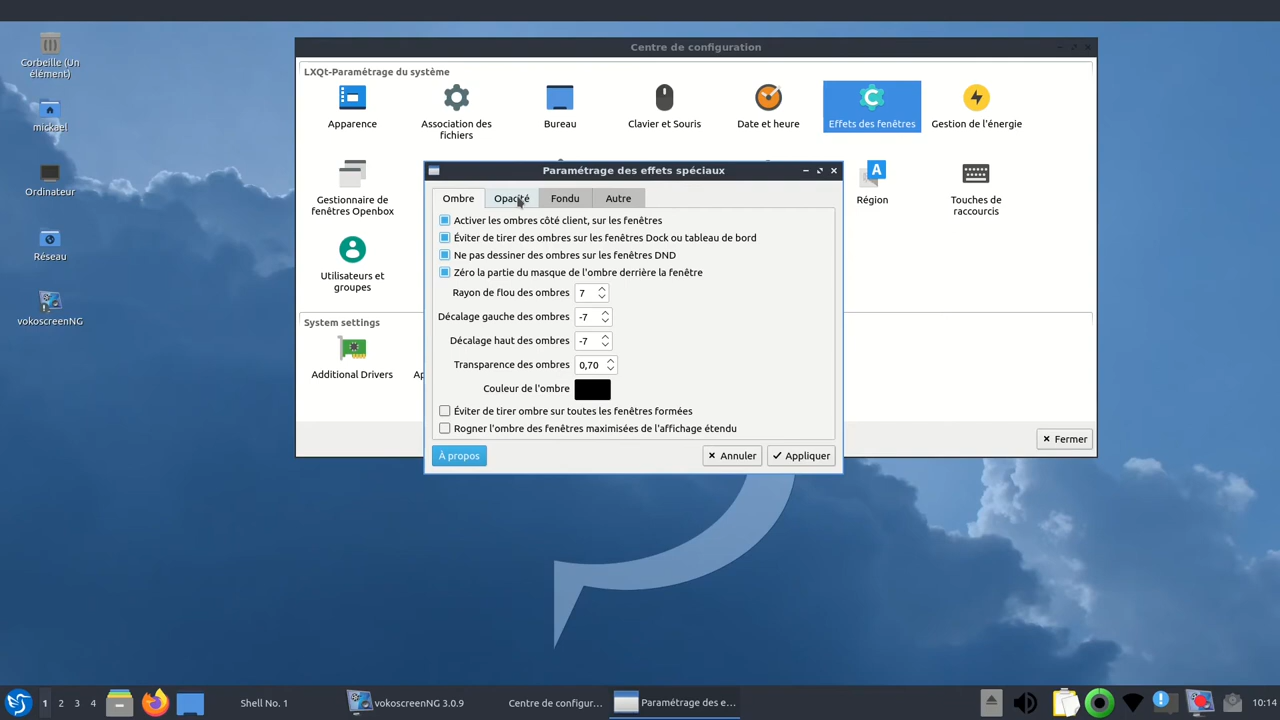 Corbeille (Un
élément)
mickael
Ordinateur
Réseau
vokoscreenNG
Centre de configuration
LXQt-Paramétrage du système
Apparence
Association des
fichiers
Bureau
Clavier et Souris
Date et heure
Effets des fenêtres
Gestion de l'énergie
Gestionnaire de
fenêtres Openbox
Région
Touches de
raccourcis
Utilisateurs et
groupes
System settings
Additional Drivers
Fermer
Paramétrage des effets spéciaux
Ombre
Opacité
Fondu
Autre
Activer les ombres côté client, sur les fenêtres
Éviter de tirer des ombres sur les fenêtres Dock ou tableau de bord
Ne pas dessiner des ombres sur les fenêtres DND
Zéro la partie du masque de l'ombre derrière la fenêtre
Rayon de flou des ombres 7
Décalage gauche des ombres -7
Décalage haut des ombres -7
Transparence des ombres 0,70
Couleur de l'ombre
Éviter de tirer ombre sur toutes les fenêtres formées
Rogner l'ombre des fenêtres maximisées de l'affichage étendu
À propos
Annuler
Appliquer
1 2 3 4
Shell No. 1
vokoscreenNG 3.0.9
Centre de configur...
Paramétrage des e...
10:14